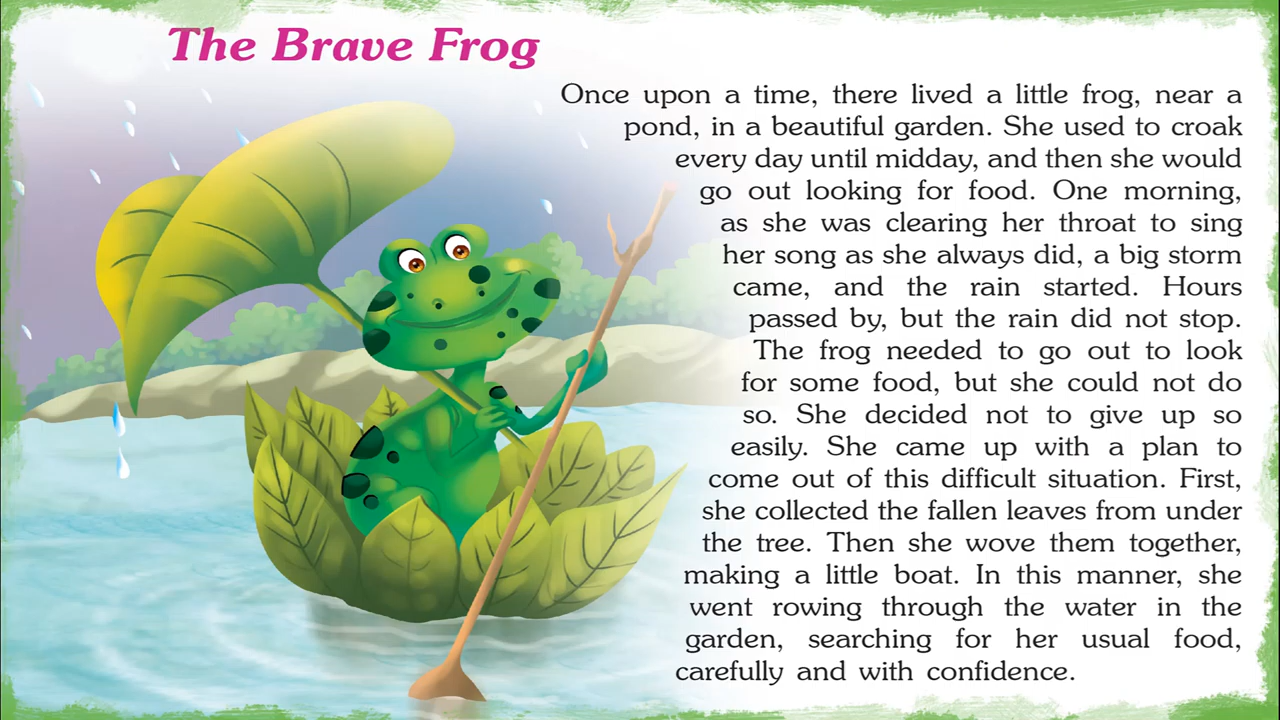 The Brave Frog
Once upon a time, there lived a little frog, near a
pond, in a beautiful garden. She used to croak
every day until midday, and then she would
go out looking for food. One morning,
as she was clearing her throat to sing
her song as she always did, a big storm
came, and the rain started. Hours
passed by, but the rain did not stop.
The frog needed to go out to look
for some food, but she could not do
so. She decided not to give up so
easily. She came up with a plan to
come out of this difficult situation. First,
she collected the fallen leaves from under
the tree. Then she wove them together,
making a little boat. In this manner, she
went rowing through the water in the
garden, searching for her usual food,
carefully and with confidence.